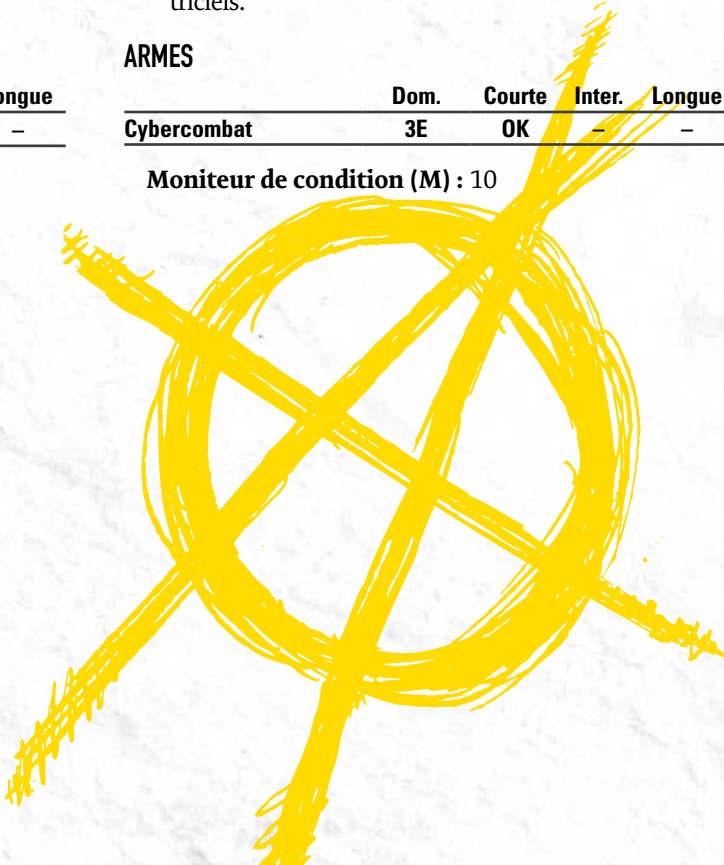 triciels.
ARMES
ongue
–
Dom. Courte Inter. Longue
Cybercombat 3E OK – –
Moniteur de condition (M) : 10